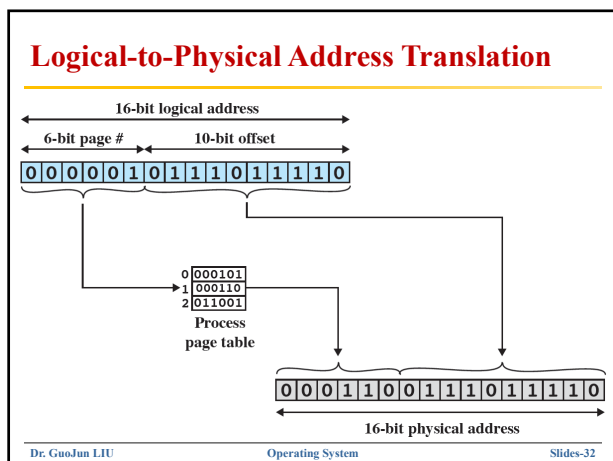 Logical-to-Physical Address Translation
16-bit logical address
6-bit page # 10-bit offset
0 0 0 0 0 1 0 1 1 1 0 1 1 1 1 0
0 000101
1 000110
2 011001
Process
page table
0 0 0 1 1 0 0 1 1 1 0 1 1 1 1 0
16-bit physical address
Dr. GuoJun LIU Operating System Slides-32